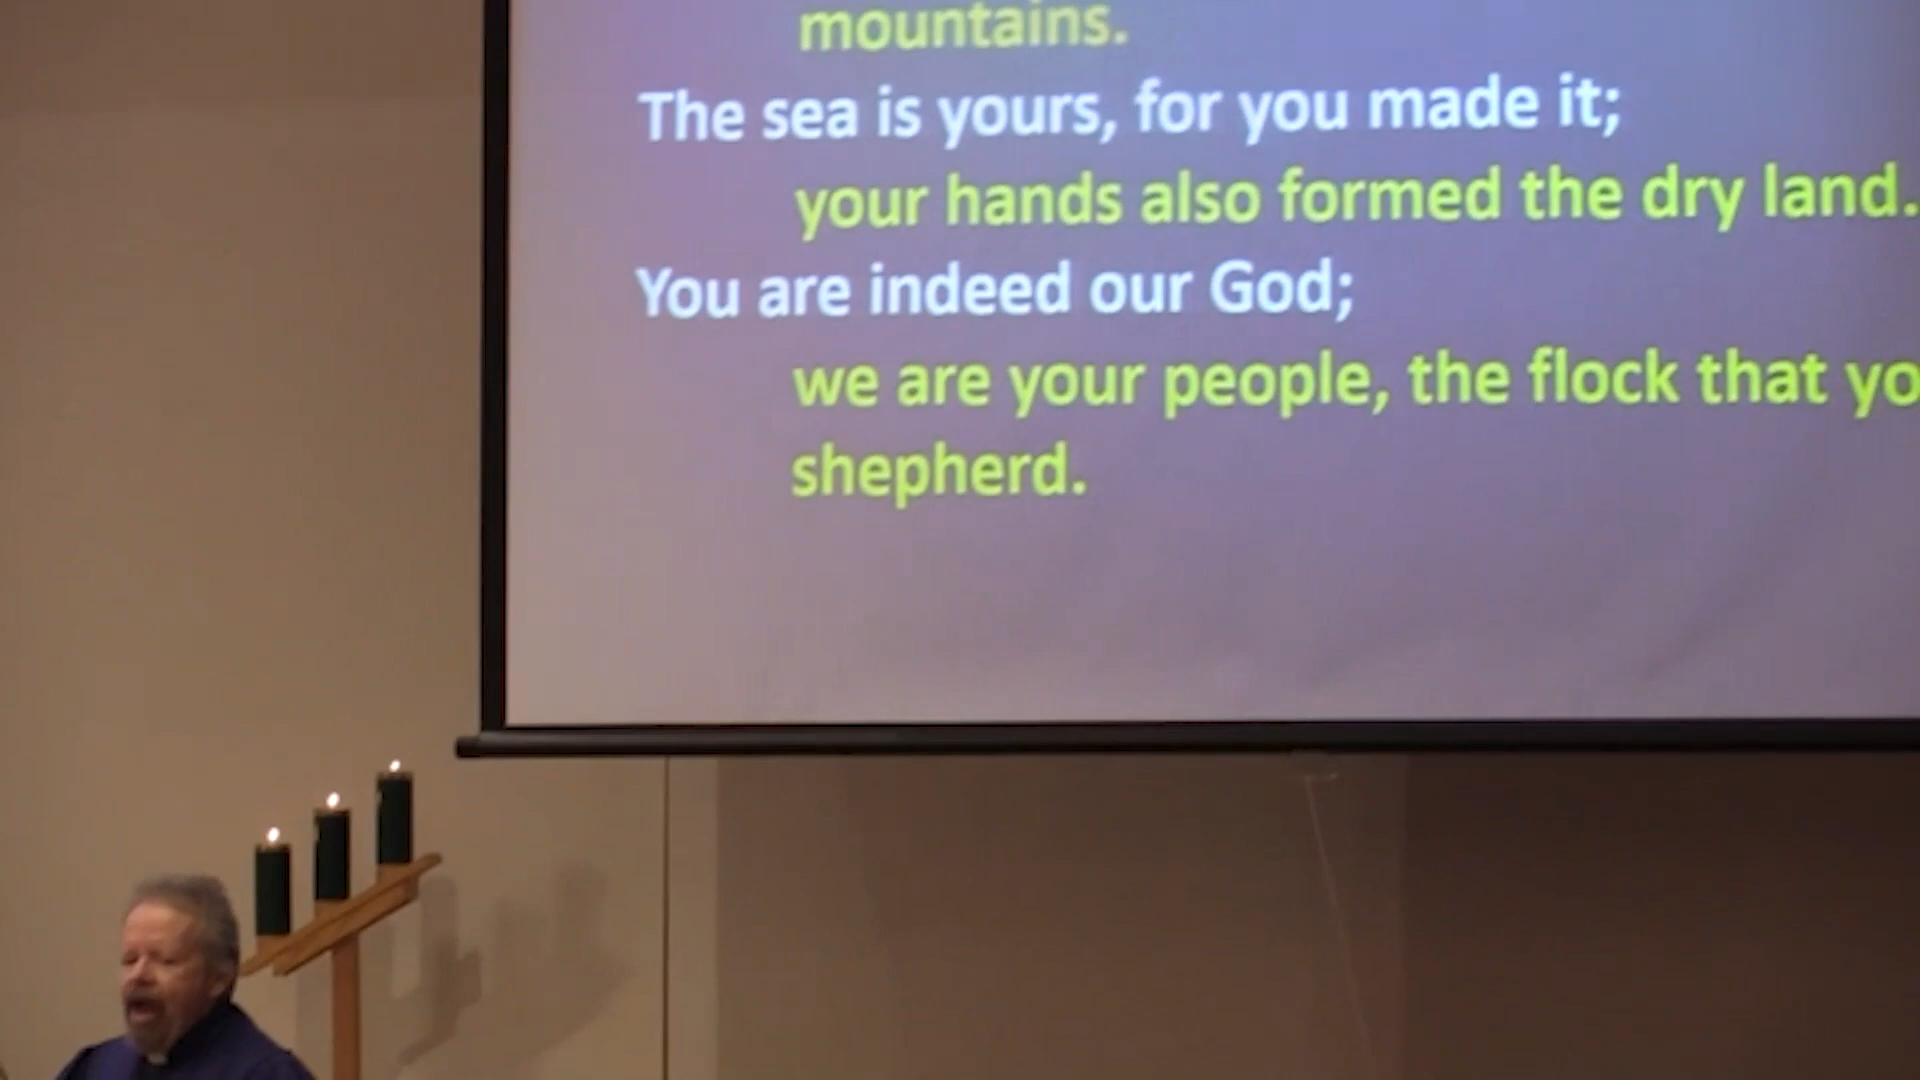 mountains.
The sea is yours, for you made it;
your hands also formed the dry land.
You are indeed our God;
we are your people, the flock that
shepherd.